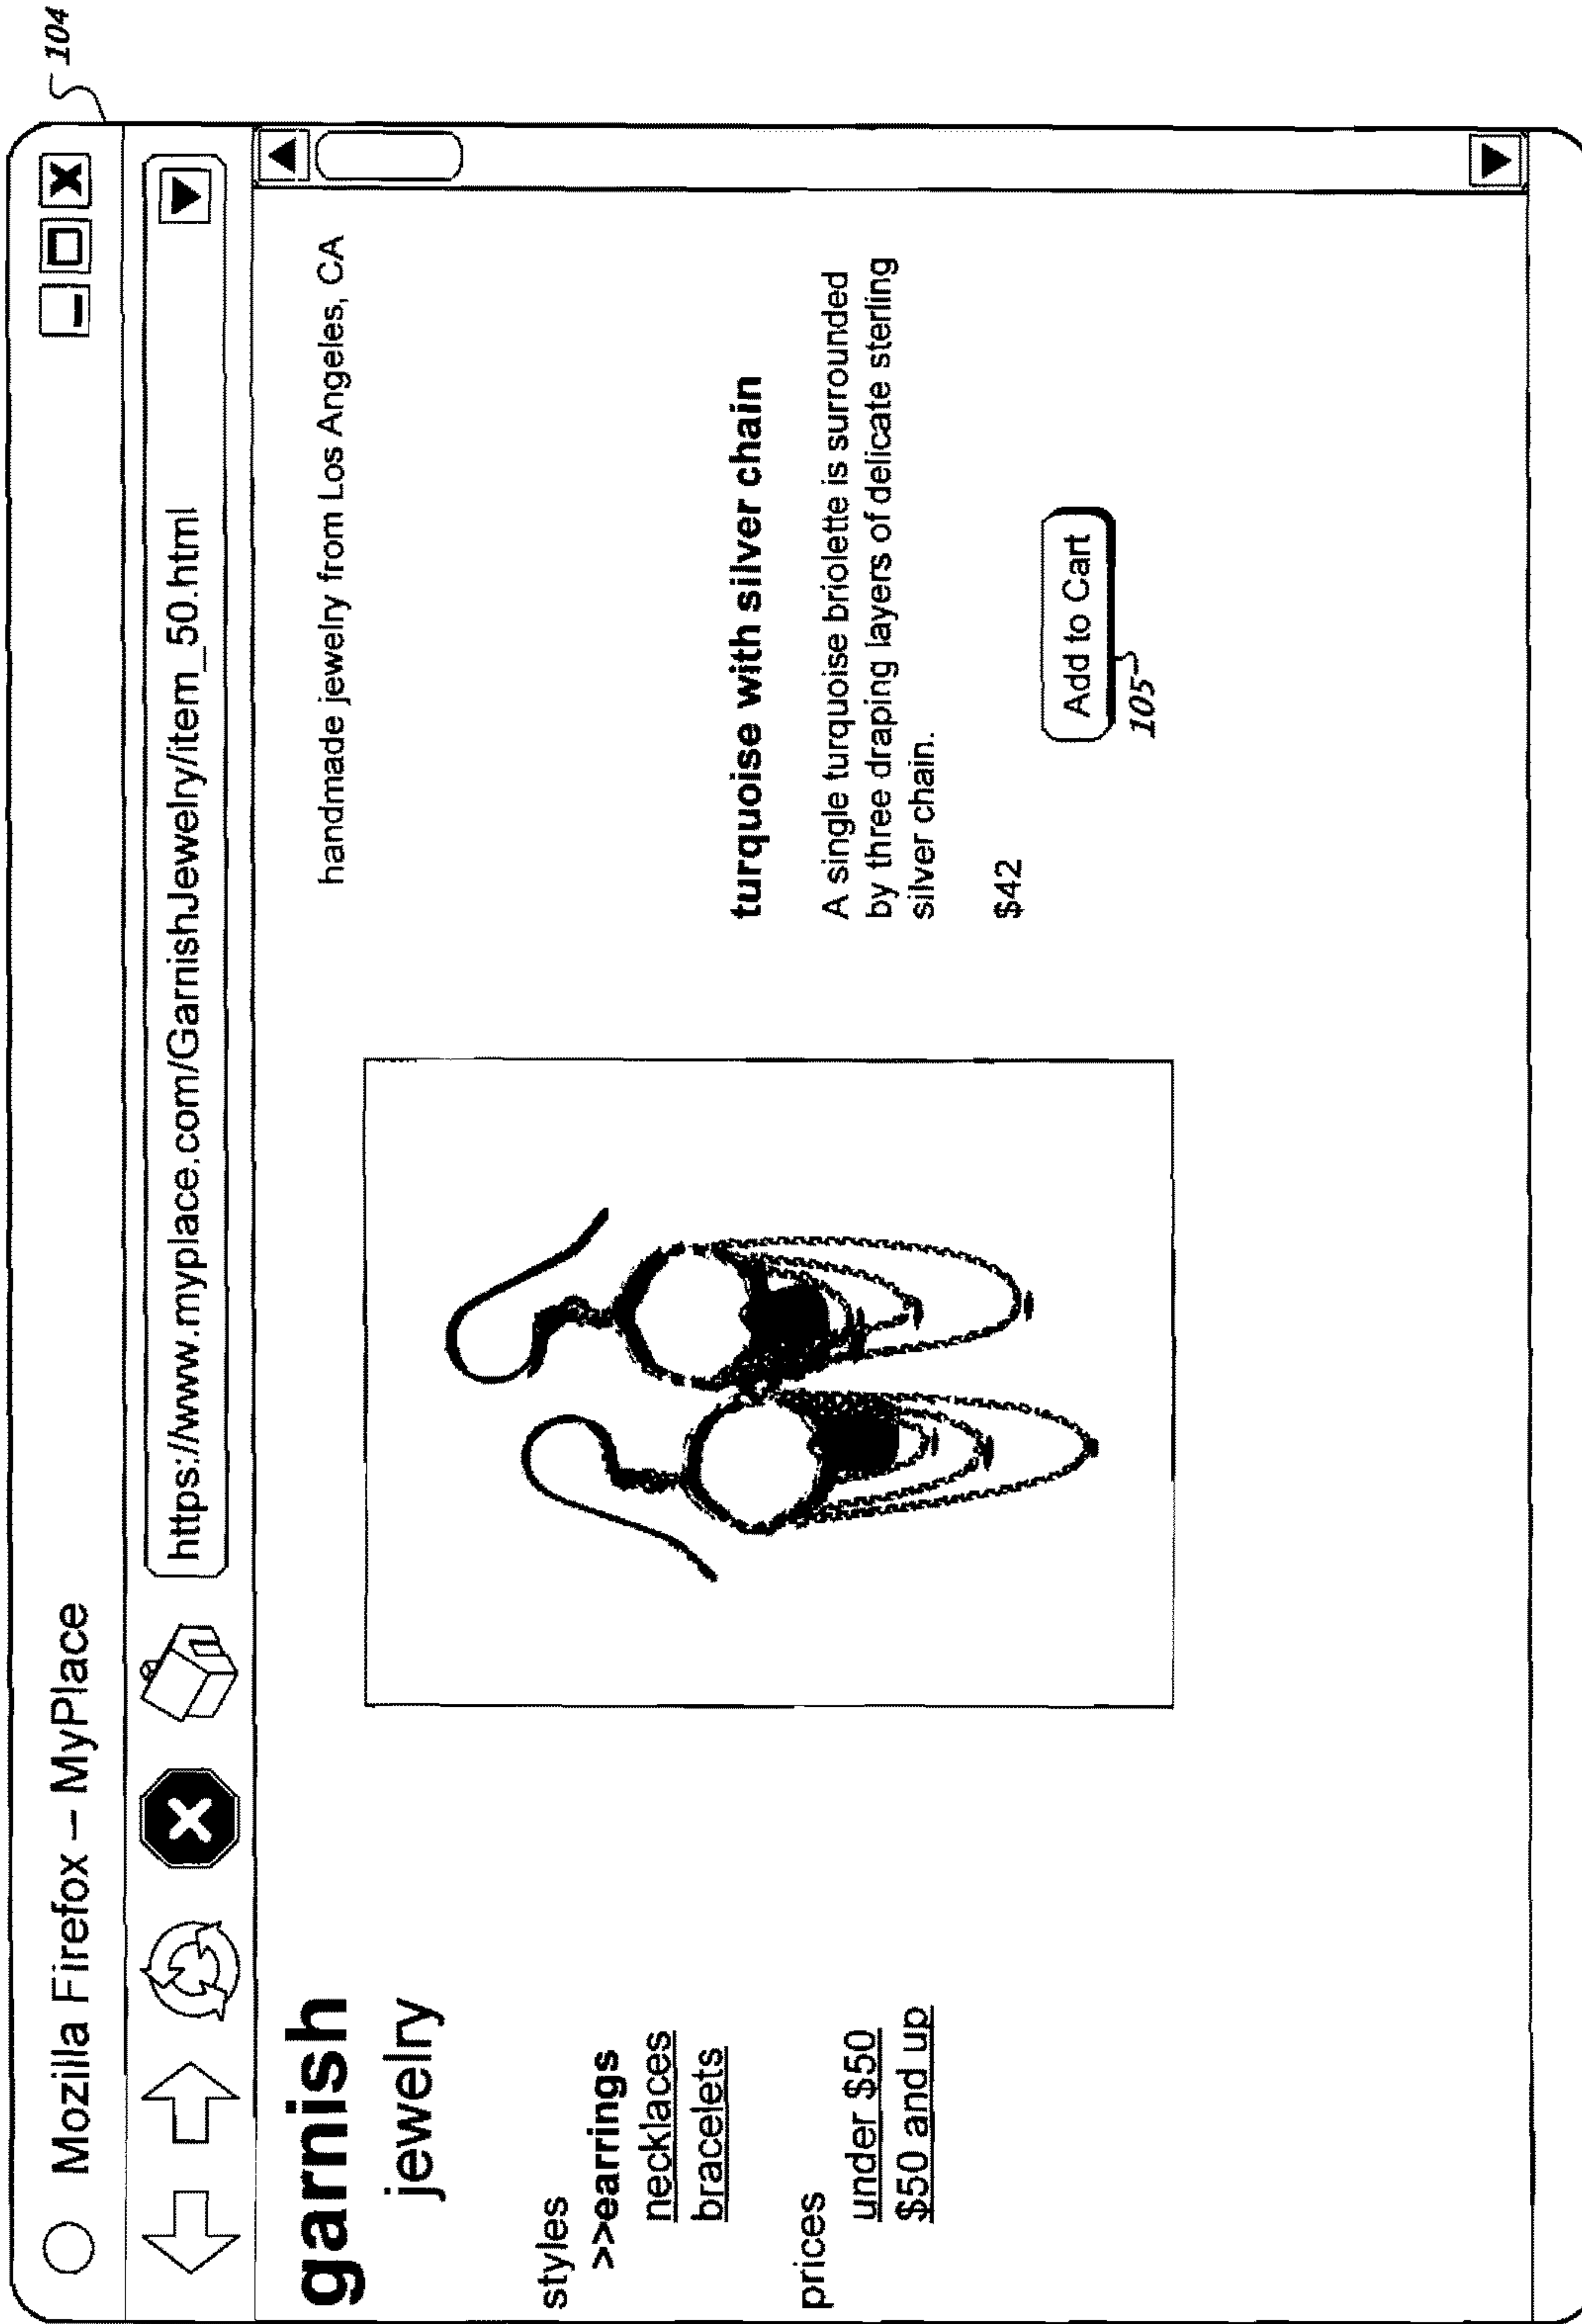 104
Mozilla Firefox – MyPlace
https://www.myplace.com/GarnishJewelry/item_50.html
garnish
jewelry
handmade jewelry from Los Angeles, CA
styles
>>earrings
necklaces
bracelets
prices
under $50
$50 and up
turquoise with silver chain
A single turquoise briolette is surrounded
by three draping layers of delicate sterling
silver chain.
$42
Add to Cart
105